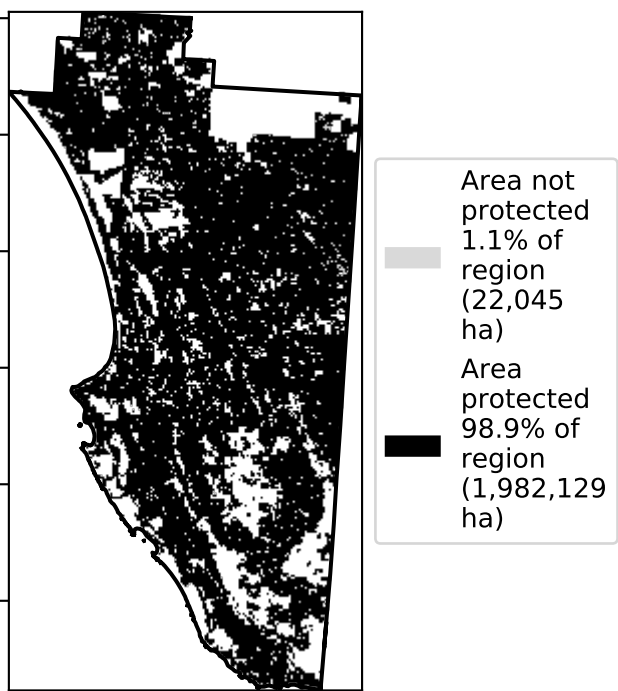 Area not
protected
1.1% of
region
(22,045
ha)
Area
protected
98.9% of
region
(1,982,129
ha)